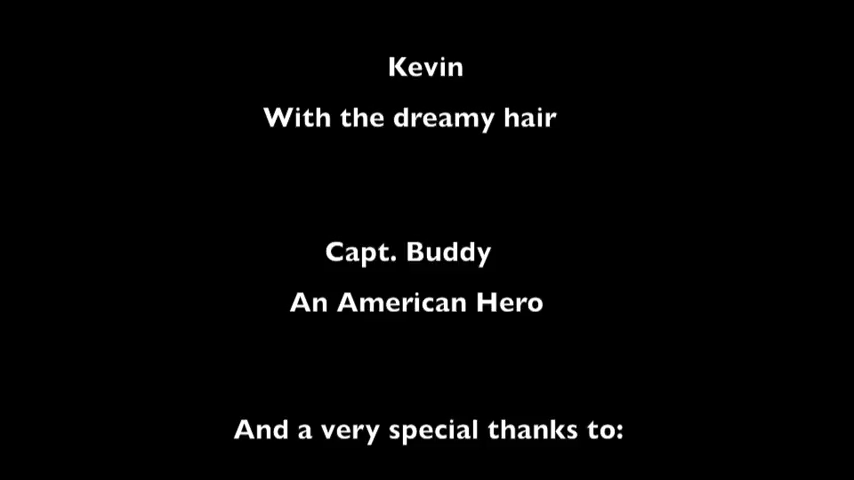 Kevin
With the dreamy hair
Capt. Buddy
An American Hero
And a very special thanks to: